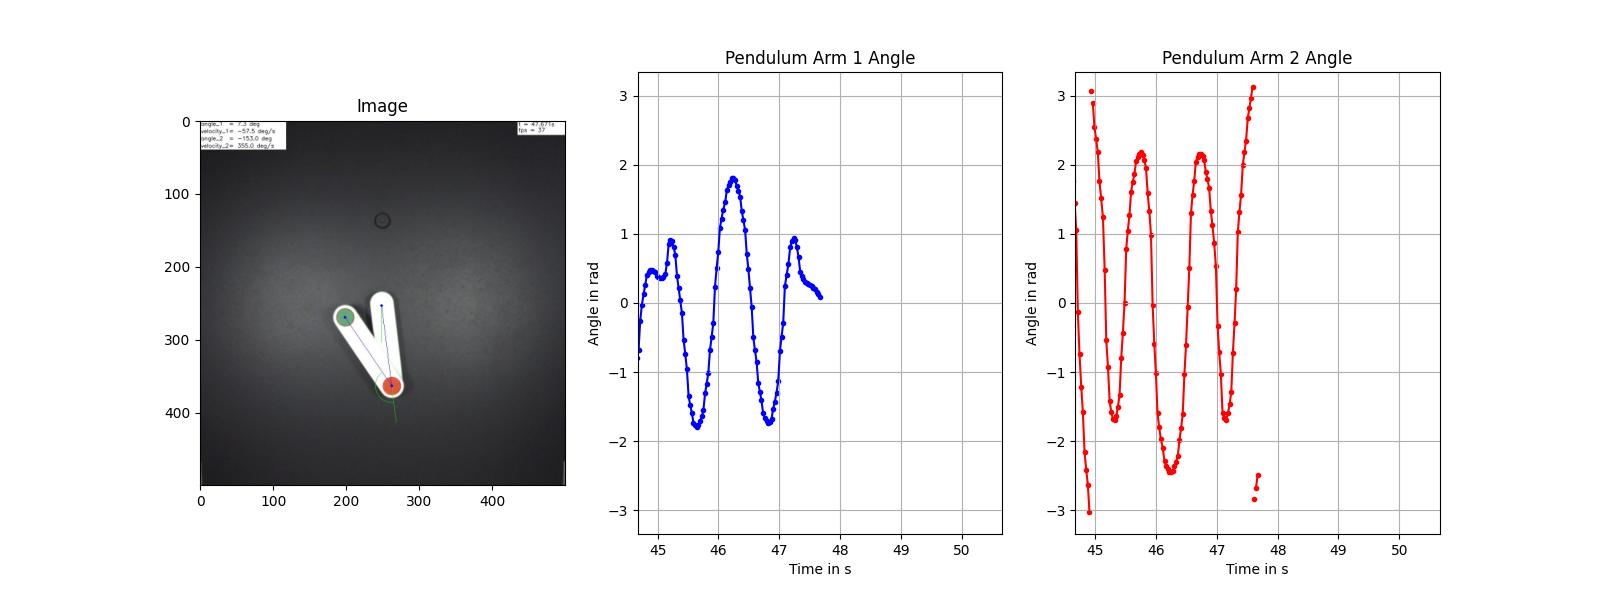 Image
angle_1 = 7.3 deg
velocity_1= -57.5 deg/s
angle_2 = -153.0 deg
velocity_2= 355.0 deg/s
t = 47.671s
fps = 37
0
100
200
300
400
0 100 200 300 400
Pendulum Arm 1 Angle
Angle in rad
3
2
1
0
−1
−2
−3
45 46 47 48 49 50
Time in s
Pendulum Arm 2 Angle
Angle in rad
3
2
1
0
−1
−2
−3
45 46 47 48 49 50
Time in s